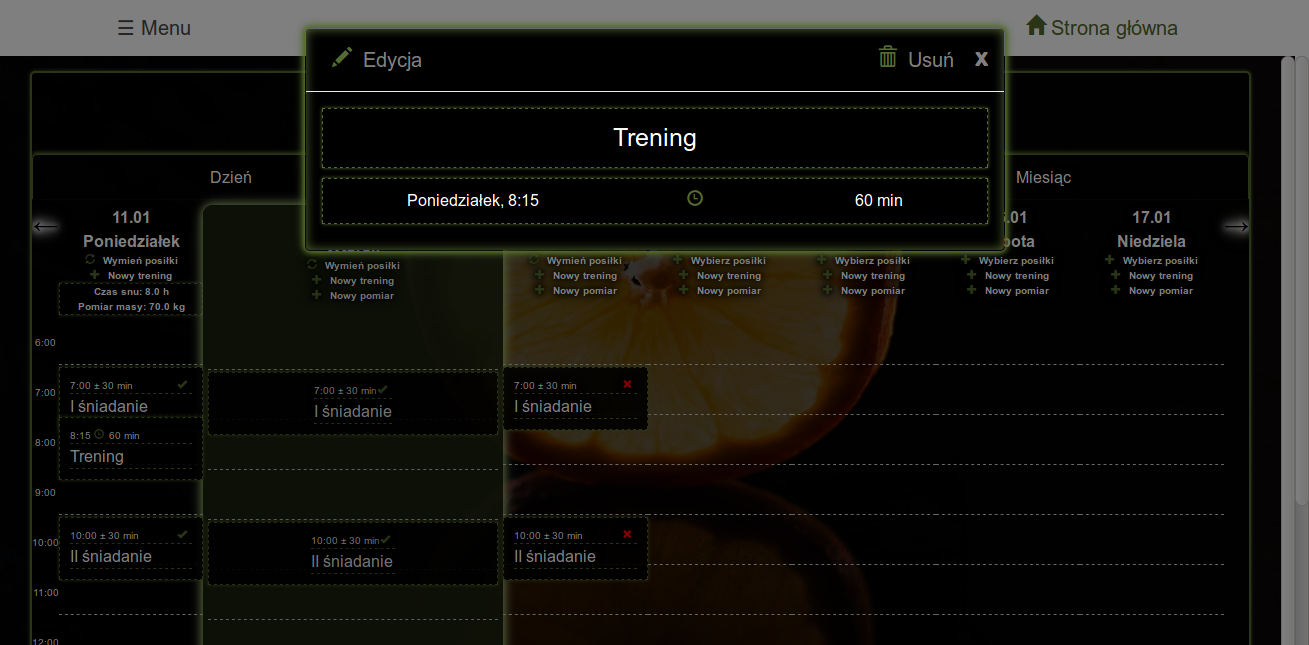 ☰ Menu
Strona główna
Edycja
Usuń X
Trening
Poniedziałek, 8:15
60 min
Dzień
Miesiąc
11.01
Poniedziałek
Wymień posiłki
Nowy trening
Czas snu: 8.0 h
Pomiar masy: 70.0 kg
Wymień posiłki
Nowy trening
Nowy pomiar
Wymień posiłki
Nowy trening
Nowy pomiar
Wybierz posiłki
Nowy trening
Nowy pomiar
Wybierz posiłki
Nowy trening
Nowy pomiar
.01
ota
Wybierz posiłki
Nowy trening
Nowy pomiar
17.01
Niedziela
Wybierz posiłki
Nowy trening
Nowy pomiar
6:00
7:00
8:00
9:00
10:00
11:00
12:00
7:00 ± 30 min
I śniadanie
8:15 60 min
Trening
10:00 ± 30 min
II śniadanie
7:00 ± 30 min
I śniadanie
10:00 ± 30 min
II śniadanie
7:00 ± 30 min
I śniadanie
10:00 ± 30 min
II śniadanie